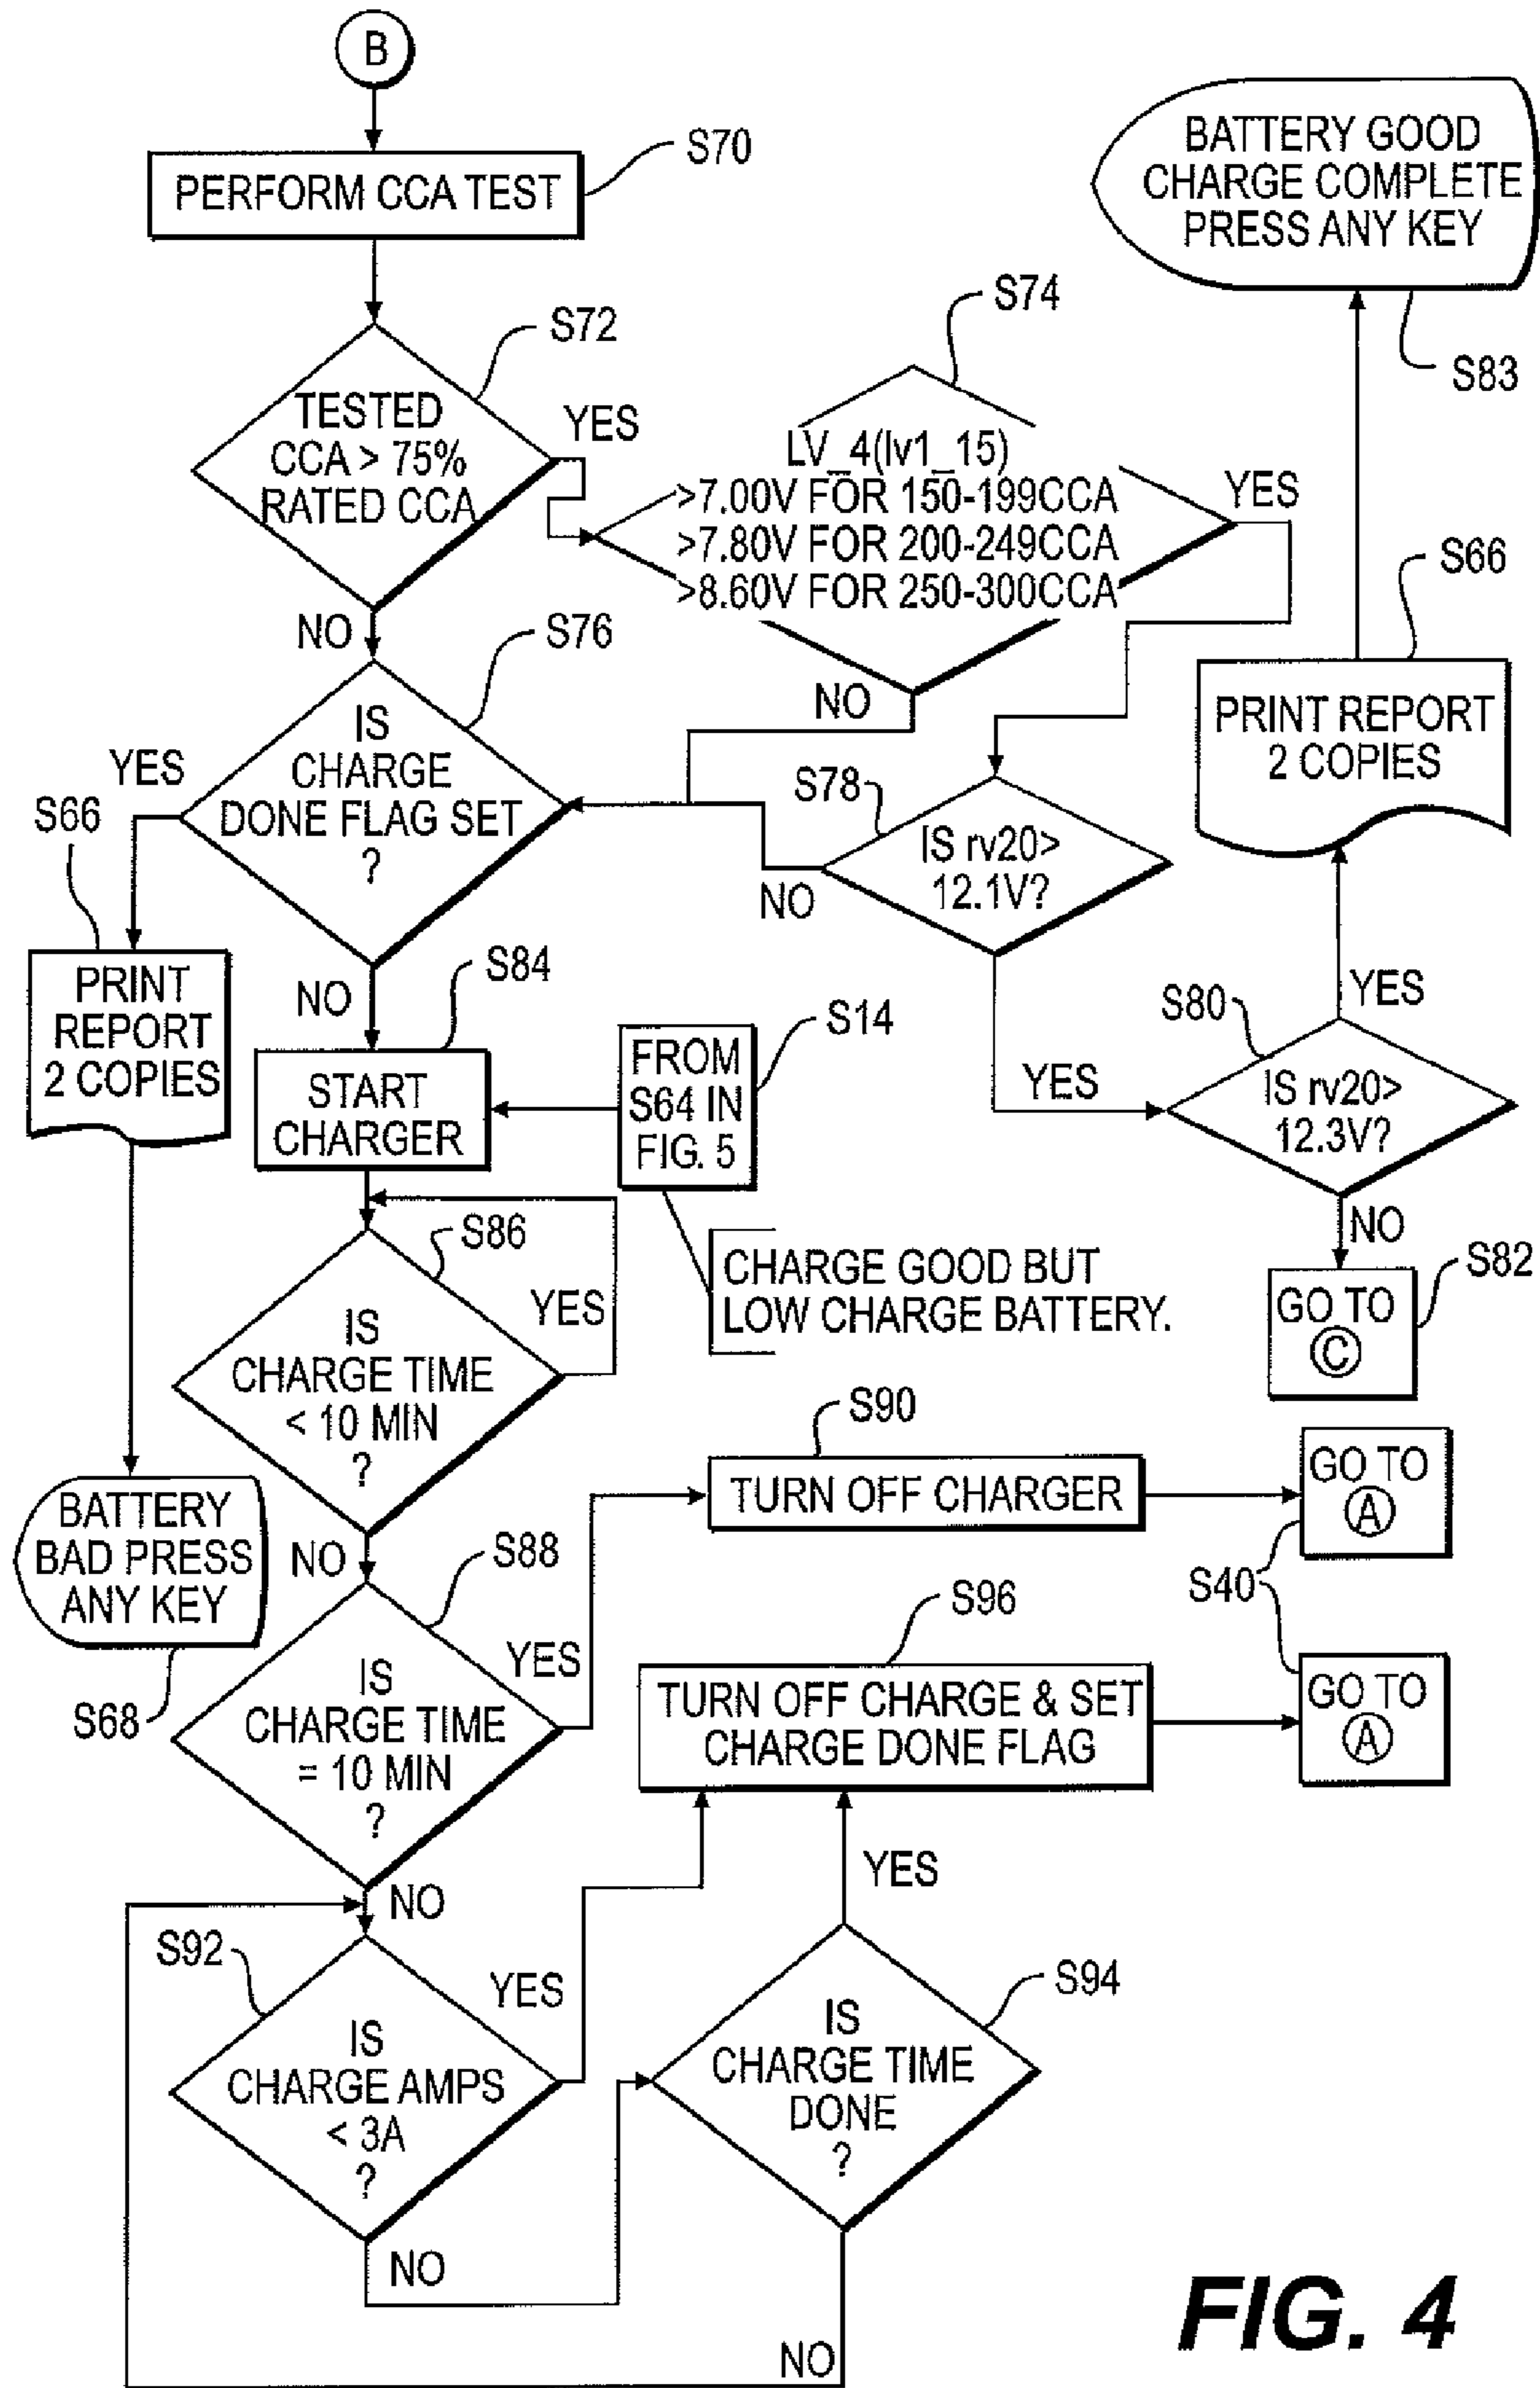 B
PERFORM CCA TEST
S70
BATTERY GOOD
CHARGE COMPLETE
PRESS ANY KEY
S83
S72
TESTED
CCA > 75%
RATED CCA
YES
NO
S74
LV_4(lv1_15)
>7.00V FOR 150-199CCA
>7.80V FOR 200-249CCA
>8.60V FOR 250-300CCA
YES
NO
S66
PRINT REPORT
2 COPIES
S76
IS
CHARGE
DONE FLAG SET
?
YES
NO
S78
IS rv20>
12.1V?
NO
YES
S66
PRINT
REPORT
2 COPIES
S80
IS rv20>
12.3V?
YES
NO
S84
START
CHARGER
S14
FROM
S64 IN
FIG. 5
CHARGE GOOD BUT
LOW CHARGE BATTERY.
S82
GO TO
C
S86
IS
CHARGE TIME
< 10 MIN
?
YES
NO
S90
TURN OFF CHARGER
GO TO
A
S40
BATTERY
BAD PRESS
ANY KEY
S68
S88
IS
CHARGE TIME
= 10 MIN
?
YES
NO
S96
TURN OFF CHARGE & SET
CHARGE DONE FLAG
GO TO
A
S92
IS
CHARGE AMPS
< 3A
?
YES
NO
S94
IS
CHARGE TIME
DONE
?
YES
NO
FIG. 4